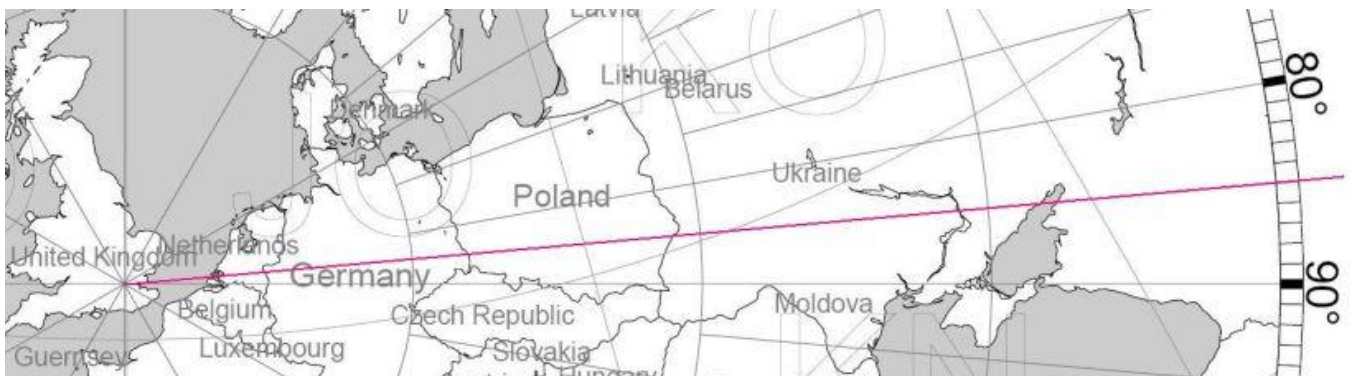 Latvia
Lithuania
Belarus
Denmark
80°
Ukraine
Poland
Netherlands
United Kingdom
Germany
90°
Belgium
Moldova
Czech Republic
Luxembourg
Slovakia
Guernsey
Hungary